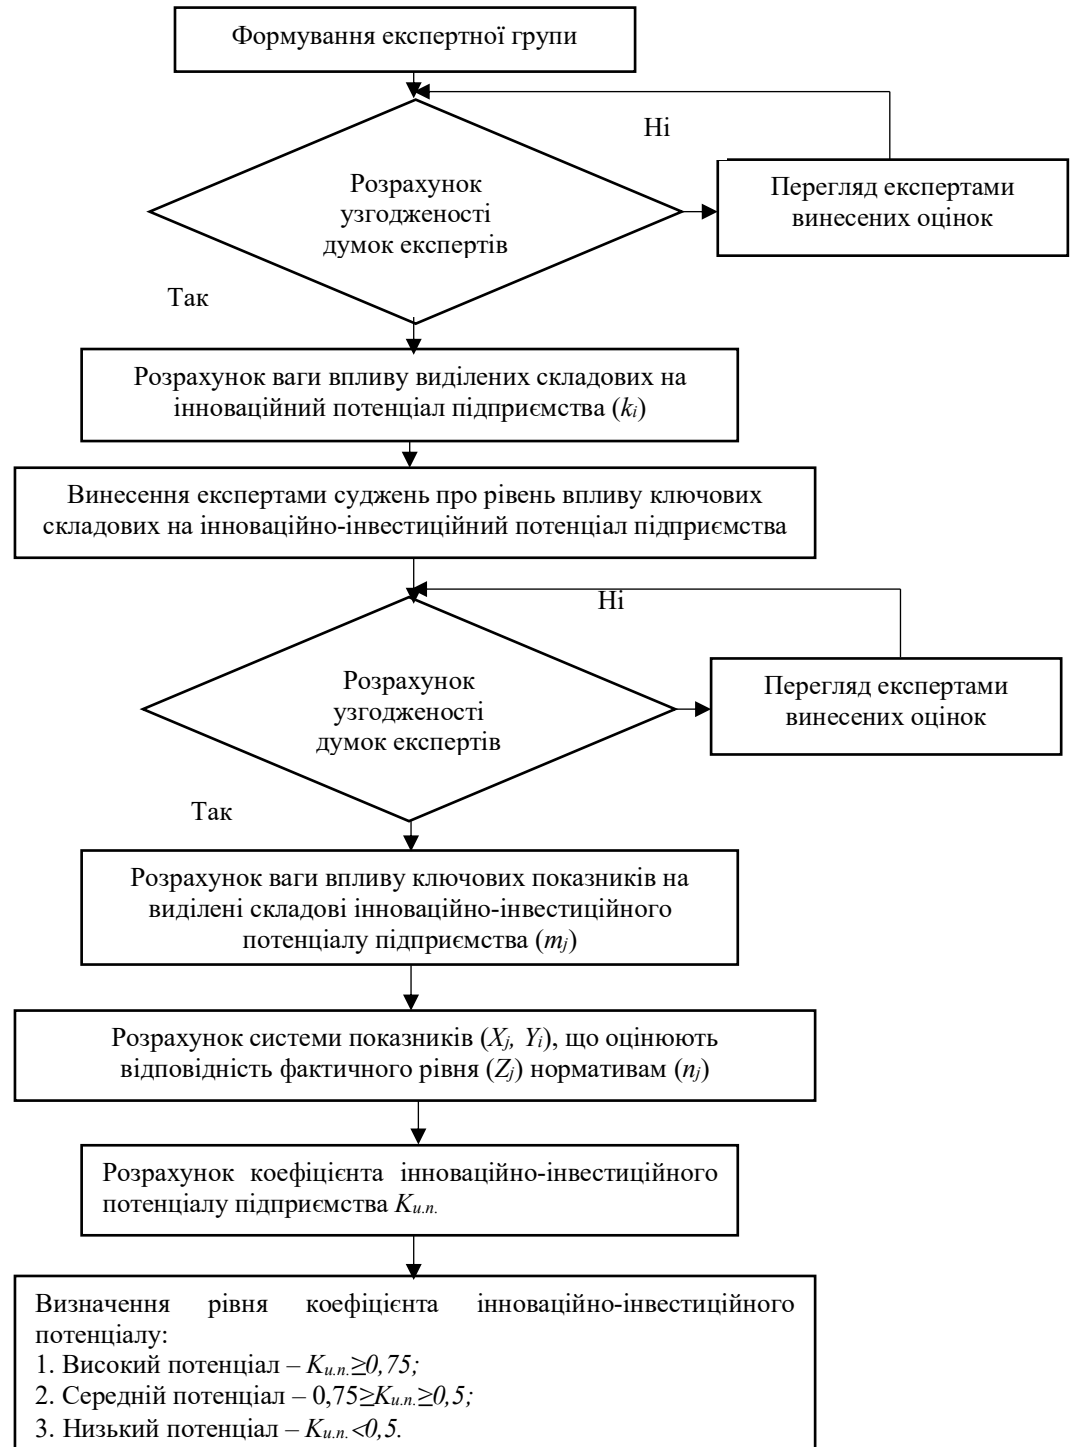 Формування експертної групи
Ні
Розрахунок
узгодженості
думок експертів
Перегляд експертами
винесених оцінок
Так
Розрахунок ваги впливу виділених складових на
інноваційний потенціал підприємства (ki)
Винесення експертами суджень про рівень впливу ключових
складових на інноваційно-інвестиційний потенціал підприємства
Ні
Розрахунок
узгодженості
думок експертів
Перегляд експертами
винесених оцінок
Так
Розрахунок ваги впливу ключових показників на
виділені складові інноваційно-інвестиційного
потенціалу підприємства (mj)
Розрахунок системи показників (Xj, Yi), що оцінюють
відповідність фактичного рівня (Zj) нормативам (nj)
Розрахунок коефіцієнта інноваційно-інвестиційного
потенціалу підприємства Kи.п.
Визначення рівня коефіцієнта інноваційно-інвестиційного
потенціалу:
1. Високий потенціал – Kи.п.≥0,75;
2. Середній потенціал – 0,75≥Kи.п.≥0,5;
3. Низький потенціал – Kи.п.<0,5.